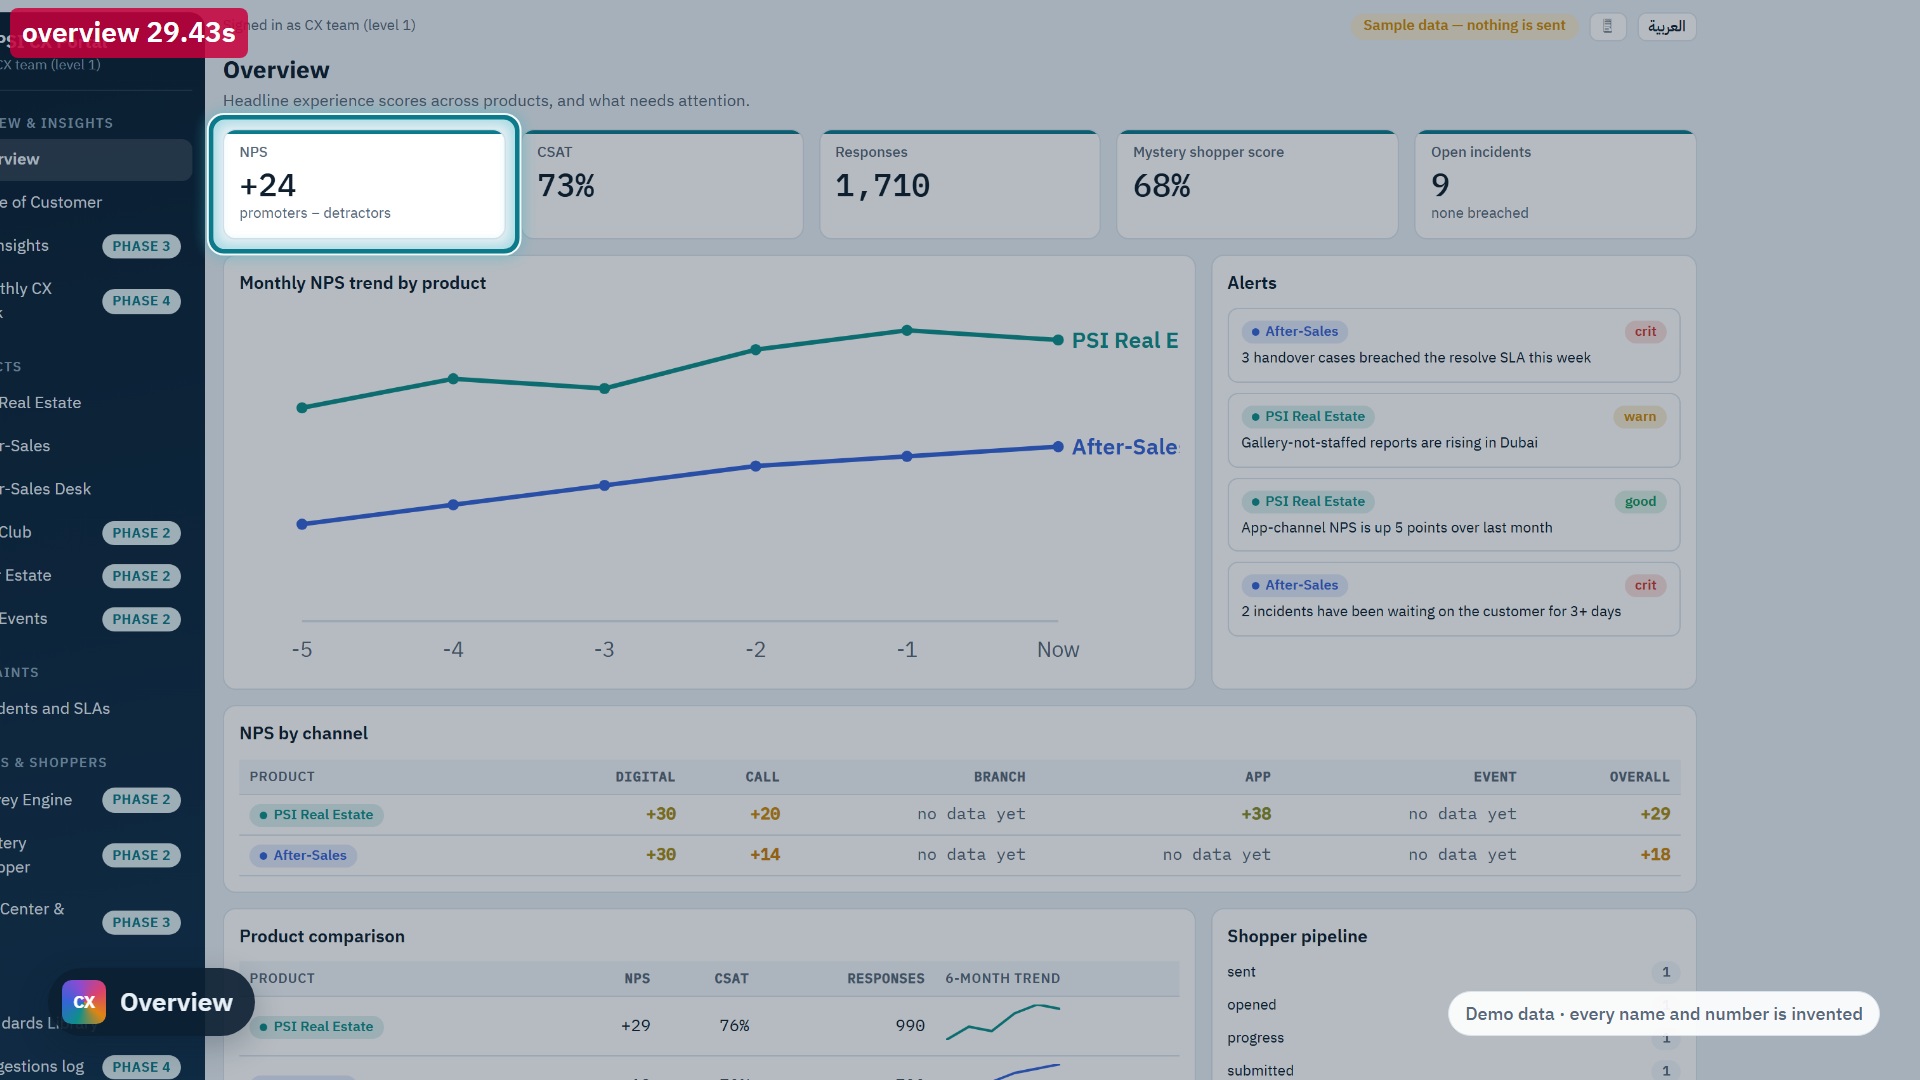 overview 29.43s
Signed in as CX team (level 1)
Sample data — nothing is sent
العربية
CX team (level 1)
Overview
Headline experience scores across products, and what needs attention.
EW & INSIGHTS
rview
e of Customer
nsights
PHASE 3
thly CX
k
PHASE 4
CTS
Real Estate
r-Sales
r-Sales Desk
Club
PHASE 2
r Estate
PHASE 2
Events
PHASE 2
AINTS
dents and SLAs
S & SHOPPERS
vey Engine
PHASE 2
tery
pper
PHASE 2
Center &
PHASE 3
gestions log
PHASE 4
NPS
+24
promoters – detractors
CSAT
73%
Responses
1,710
Mystery shopper score
68%
Open incidents
9
none breached
Monthly NPS trend by product
PSI Real E
After-Sale
-5
-4
-3
-2
-1
Now
Alerts
After-Sales
crit
3 handover cases breached the resolve SLA this week
PSI Real Estate
warn
Gallery-not-staffed reports are rising in Dubai
PSI Real Estate
good
App-channel NPS is up 5 points over last month
After-Sales
crit
2 incidents have been waiting on the customer for 3+ days
NPS by channel
PRODUCT DIGITAL CALL BRANCH APP EVENT OVERALL
PSI Real Estate +30 +20 no data yet +38 no data yet +29
After-Sales +30 +14 no data yet no data yet no data yet +18
Product comparison
PRODUCT NPS CSAT RESPONSES 6-MONTH TREND
PSI Real Estate +29 76% 990
Shopper pipeline
sent 1
opened
progress 1
submitted 1
CX Overview
Demo data · every name and number is invented